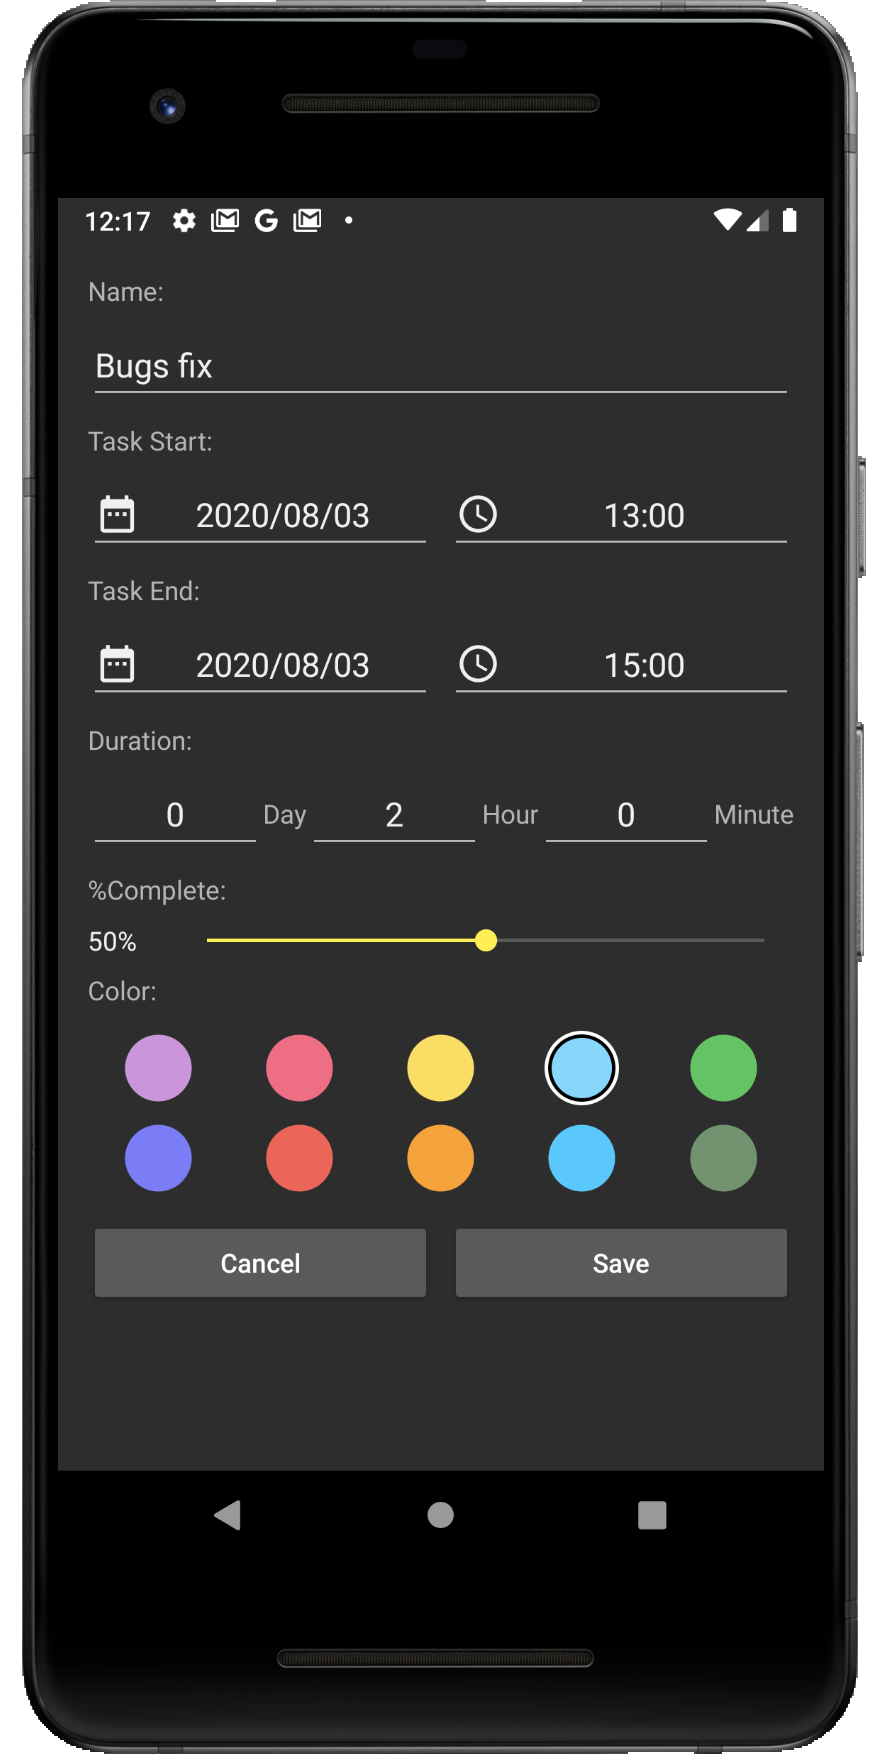 12:17
Name:
Bugs fix
Task Start:
2020/08/03 13:00
Task End:
2020/08/03 15:00
Duration:
0 Day 2 Hour 0 Minute
%Complete:
50%
Color:
Cancel Save